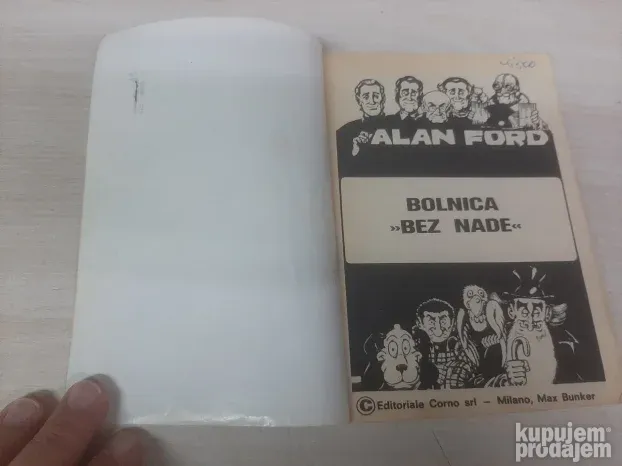 ALAN FORD
BOLNICA
»BEZ NADE«
© Editoriale Corno srl – Milano, Max Bunker
kupujem
prodajem